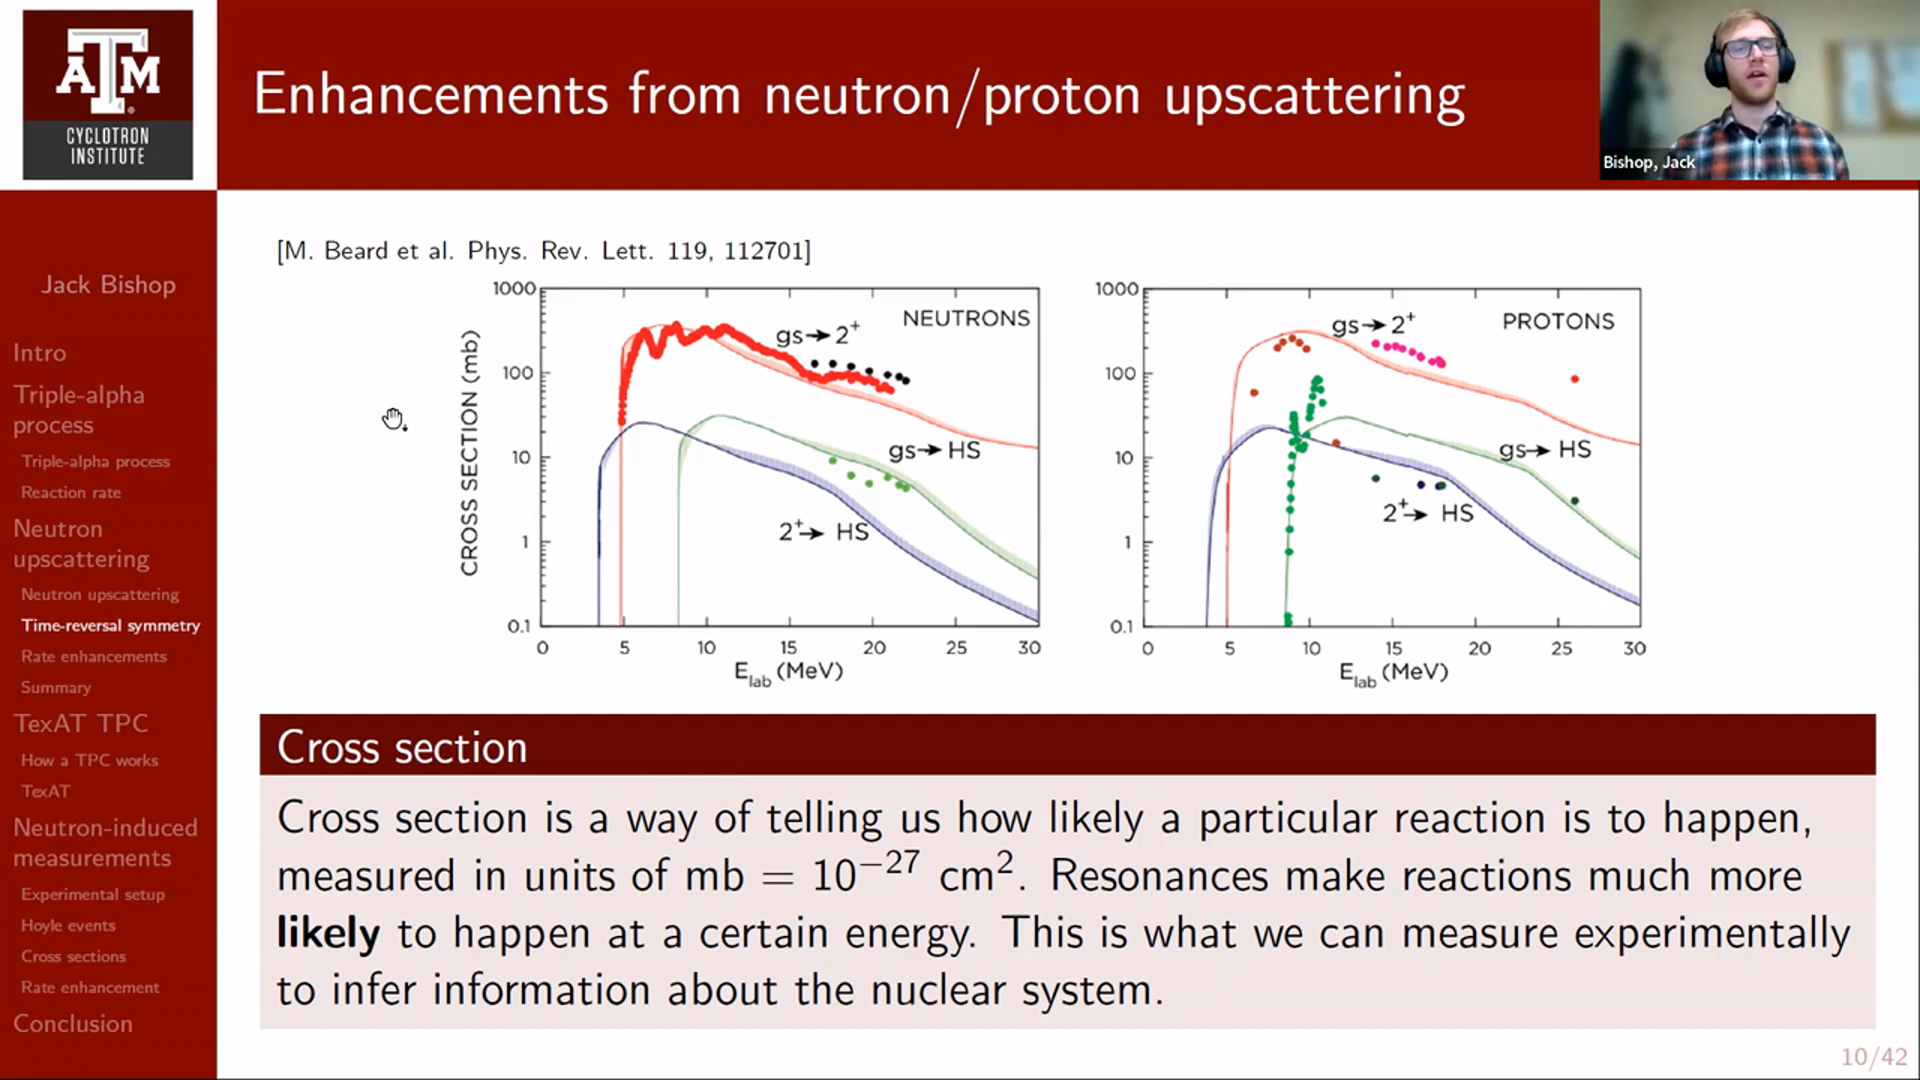 ATM
CYCLOTRON
INSTITUTE
Enhancements from neutron/proton upscattering
Bishop, Jack
Jack Bishop
Intro
Triple-alpha
process
Triple-alpha process
Reaction rate
Neutron
upscattering
Neutron upscattering
Time-reversal symmetry
Rate enhancements
Summary
TexAT TPC
How a TPC works
TexAT
Neutron-induced
measurements
Experimental setup
Hoyle events
Cross sections
Rate enhancement
Conclusion
[M. Beard et al. Phys. Rev. Lett. 119, 112701]
CROSS SECTION (mb)
1000
100
10
1
0.1
NEUTRONS
gs→2⁺
gs→HS
2⁺→ HS
0 5 10 15 20 25 30
E_lab (MeV)
1000
100
10
1
0.1
PROTONS
gs→2⁺
gs→ HS
2⁺→ HS
0 5 10 15 20 25 30
E_lab (MeV)
Cross section
Cross section is a way of telling us how likely a particular reaction is to happen,
measured in units of mb = 10⁻²⁷ cm². Resonances make reactions much more
likely to happen at a certain energy. This is what we can measure experimentally
to infer information about the nuclear system.
10/42